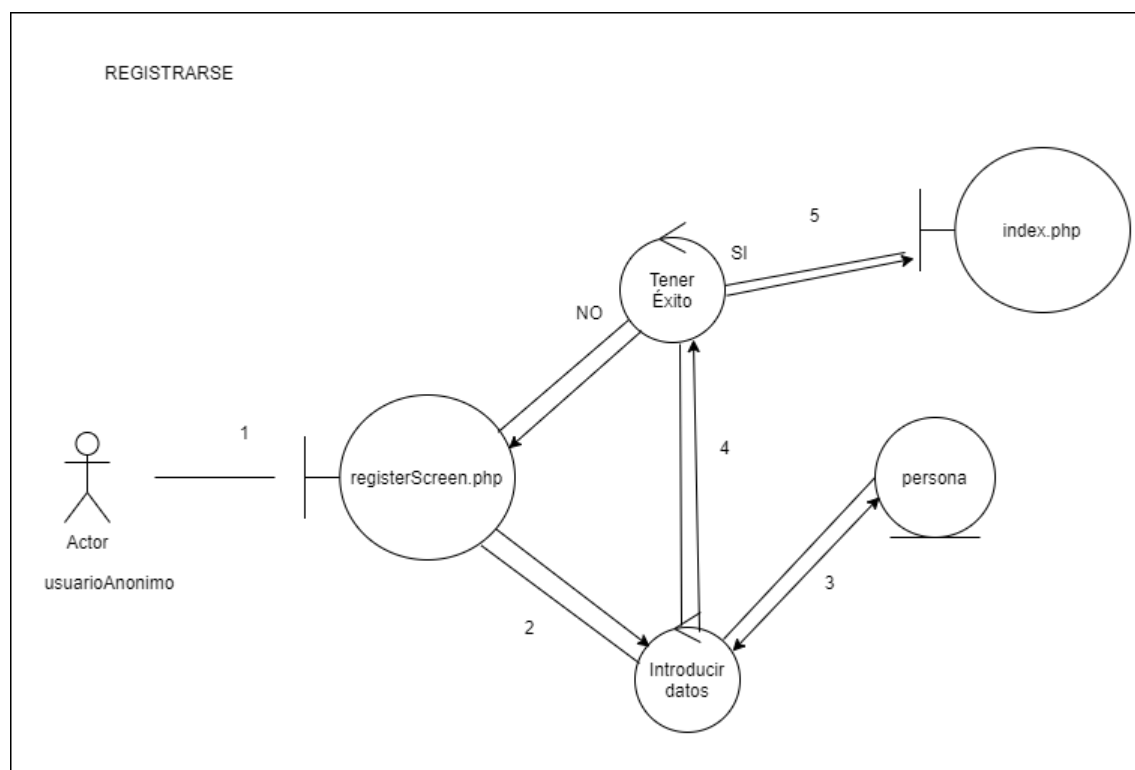 REGISTRARSE
5
index.php
SI
Tener
Éxito
NO
1
registerScreen.php
4
persona
Actor
usuarioAnonimo
3
2
Introducir
datos